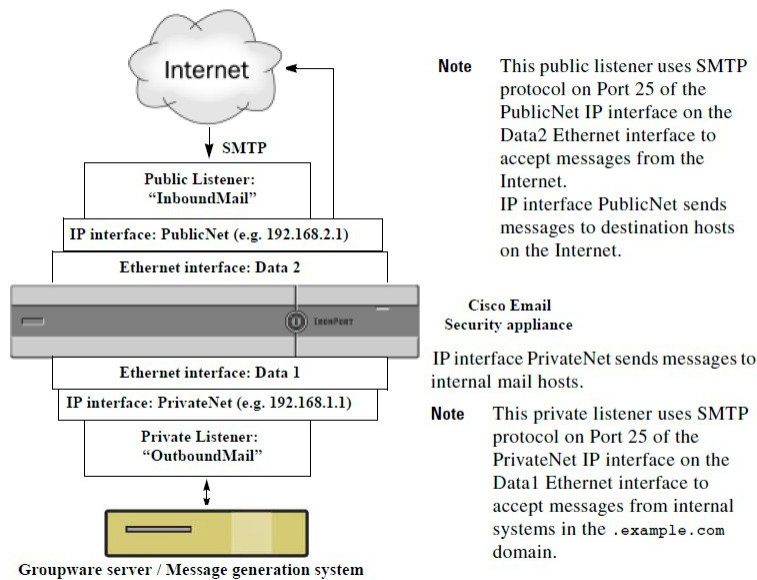 Internet
SMTP
Public Listener:
“InboundMail”
IP interface: PublicNet (e.g. 192.168.2.1)
Ethernet interface: Data 2
IRONPORT
Ethernet interface: Data 1
IP interface: PrivateNet (e.g. 192.168.1.1)
Private Listener:
“OutboundMail”
Groupware server / Message generation system
Note This public listener uses SMTP
protocol on Port 25 of the
PublicNet IP interface on the
Data2 Ethernet interface to
accept messages from the
Internet.
IP interface PublicNet sends
messages to destination hosts
on the Internet.
Cisco Email
Security appliance
IP interface PrivateNet sends messages to
internal mail hosts.
Note This private listener uses SMTP
protocol on Port 25 of the
PrivateNet IP interface on the
Data1 Ethernet interface to
accept messages from internal
systems in the .example.com
domain.